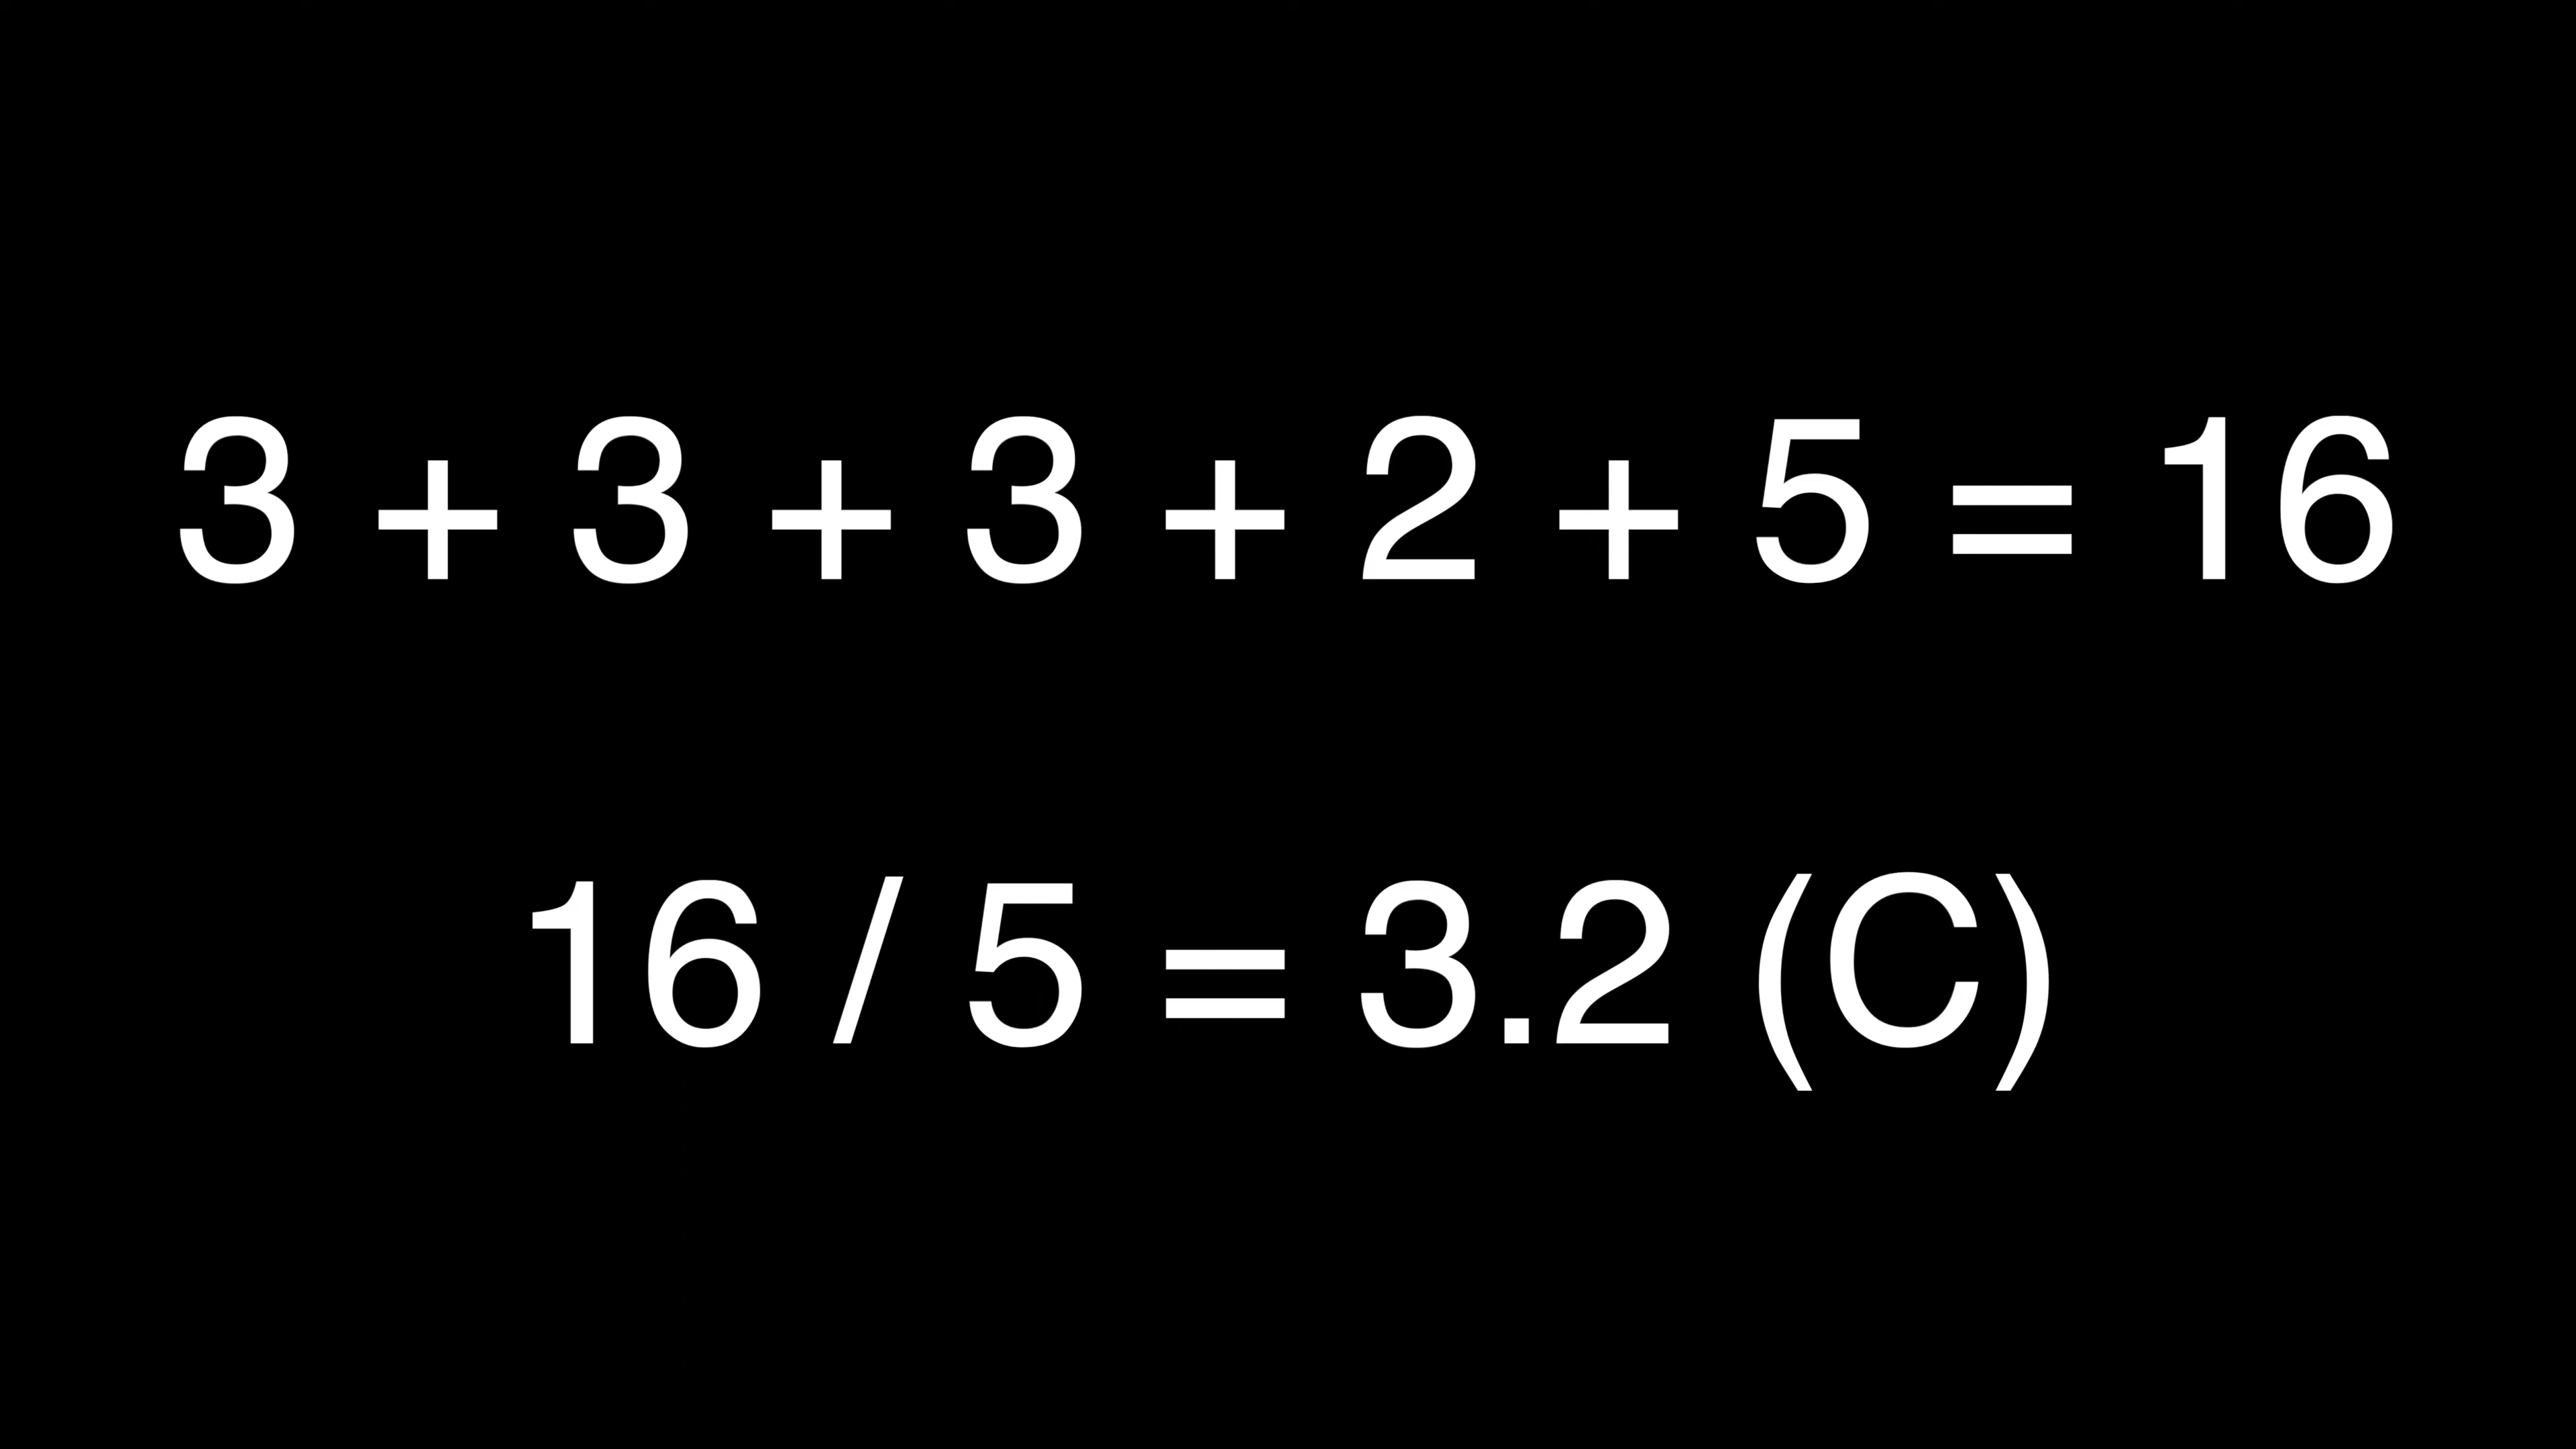 3 + 3 + 3 + 2 + 5 = 16
16 / 5 = 3.2 (C)